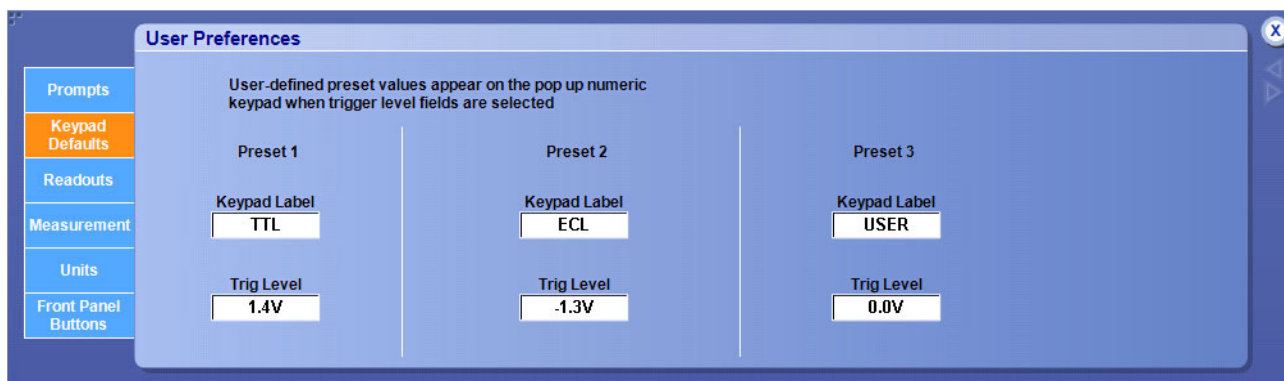 User Preferences
X
Prompts
Keypad
Defaults
Readouts
Measurement
Units
Front Panel
Buttons
User-defined preset values appear on the pop up numeric
keypad when trigger level fields are selected
Preset 1
Keypad Label
TTL
Trig Level
1.4V
Preset 2
Keypad Label
ECL
Trig Level
-1.3V
Preset 3
Keypad Label
USER
Trig Level
0.0V